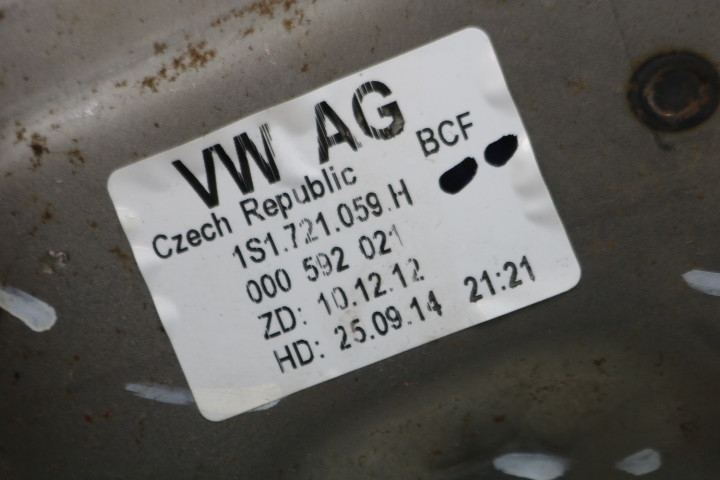 VW AG
BCF
Czech Republic
1S1.721.059.H
000 592 021
ZD: 10.12.12
HD: 25.09.14 21:21